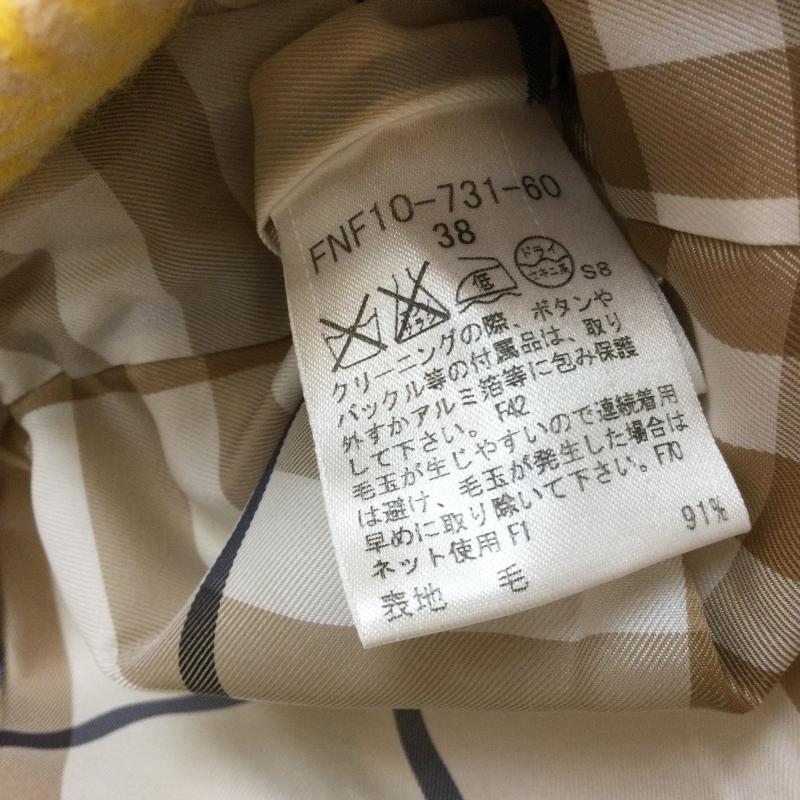 FNF10-731-60
38
エンソ
低
ドライ
セキユ系
S8
クリーニングの際、ボタンや
バックル等の付属品は、取り
外すかアルミ箔等に包み保護
して下さい。 F42
毛玉が生じやすいので連続着用
は避け、毛玉が発生した場合は
早めに取り除いて下さい。 F70
ネット使用 F1
表地 毛 91%